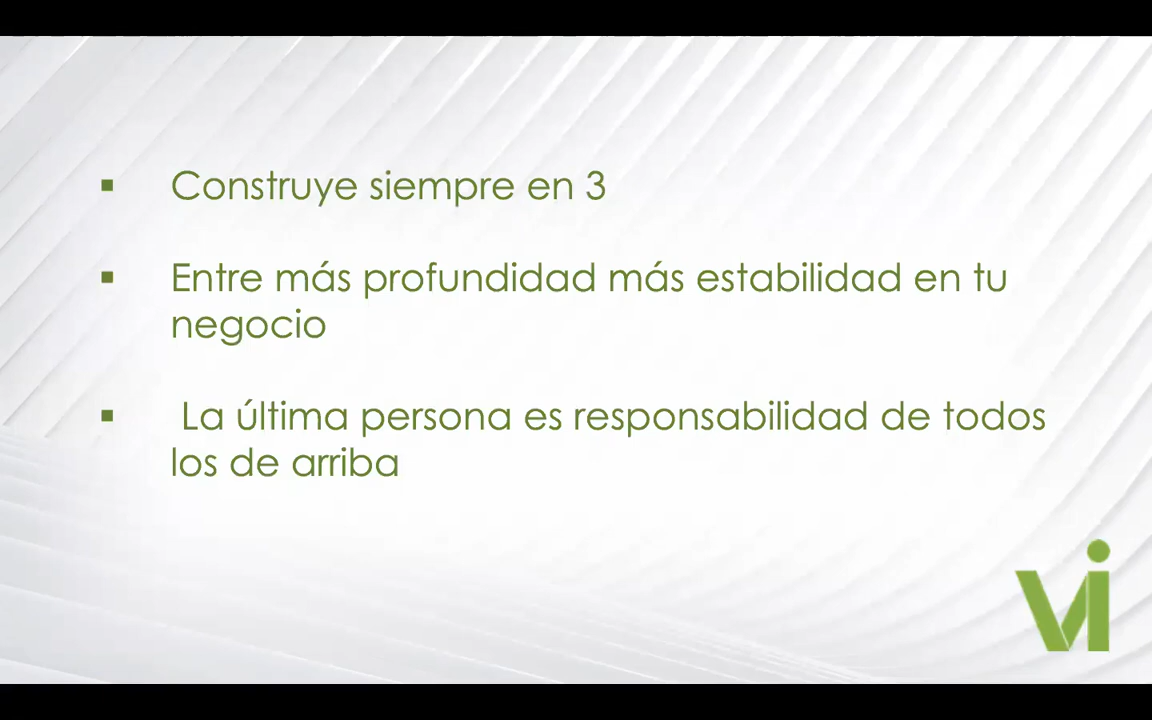 ▪ Construye siempre en 3
▪ Entre más profundidad más estabilidad en tu
negocio
▪ La última persona es responsabilidad de todos
los de arriba
Vi